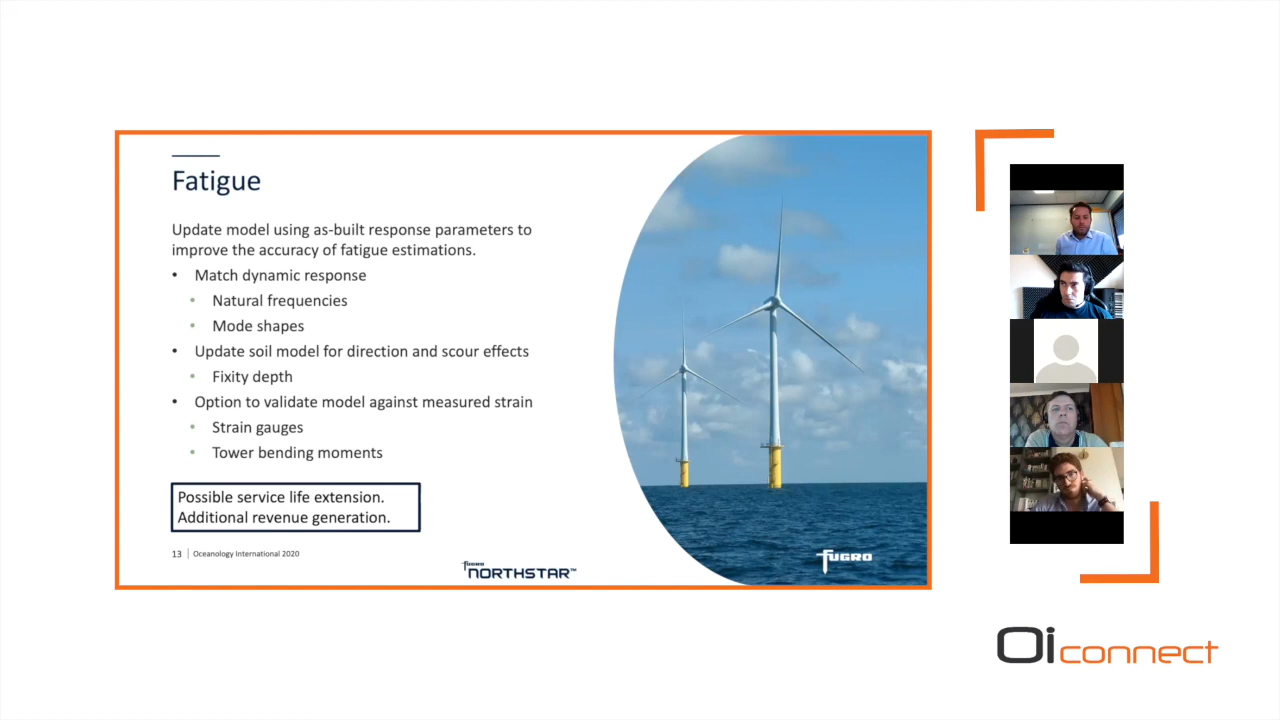 Fatigue
Update model using as-built response parameters to
improve the accuracy of fatigue estimations.
• Match dynamic response
• Natural frequencies
• Mode shapes
• Update soil model for direction and scour effects
• Fixity depth
• Option to validate model against measured strain
• Strain gauges
• Tower bending moments
Possible service life extension.
Additional revenue generation.
13 | Oceanology International 2020
FUGRO
NORTHSTAR™
FUGRO
Oi connect